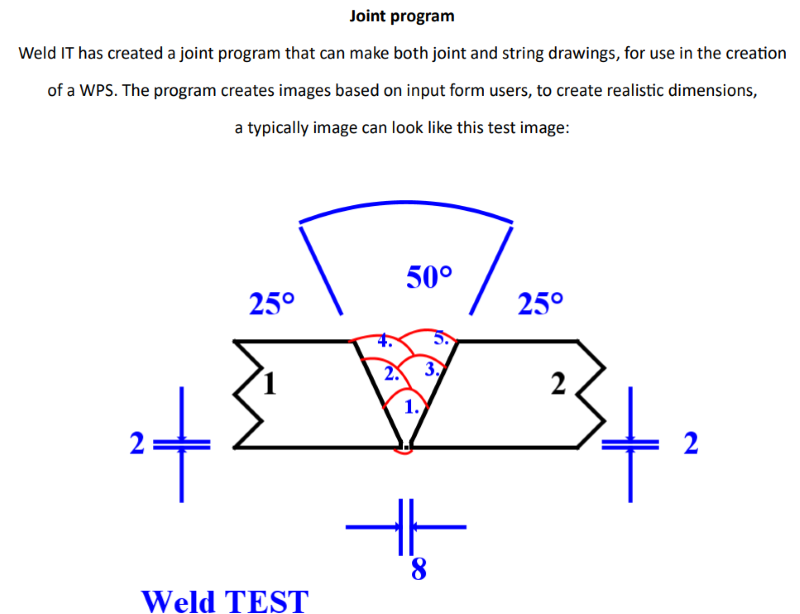 Joint program
Weld IT has created a joint program that can make both joint and string drawings, for use in the creation
of a WPS. The program creates images based on input form users, to create realistic dimensions,
a typically image can look like this test image:
50°
25°
25°
4.
5.
2.
3.
1
2
1.
2
2
8
Weld TEST